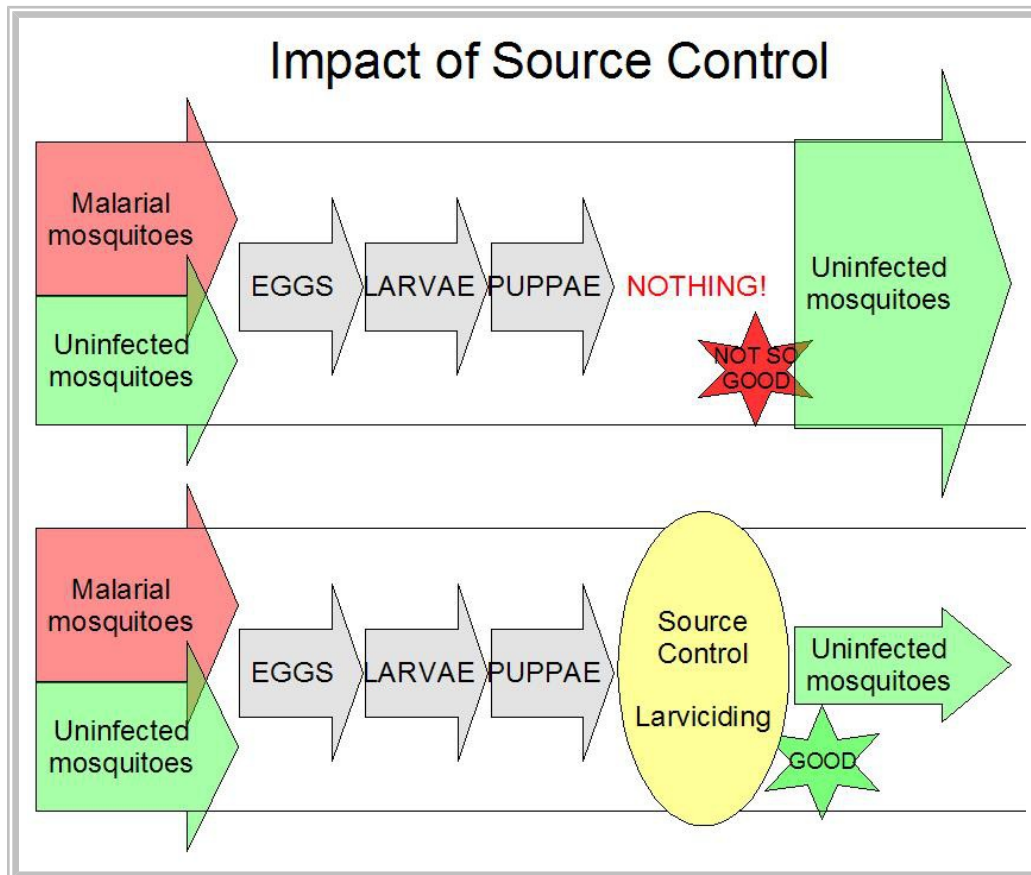 Impact of Source Control
Malarial
mosquitoes
Uninfected
mosquitoes
EGGS
LARVAE
PUPPAE
NOTHING!
NOT SO
GOOD
Uninfected
mosquitoes
Malarial
mosquitoes
Uninfected
mosquitoes
EGGS
LARVAE
PUPPAE
Source
Control
Larviciding
Uninfected
mosquitoes
GOOD